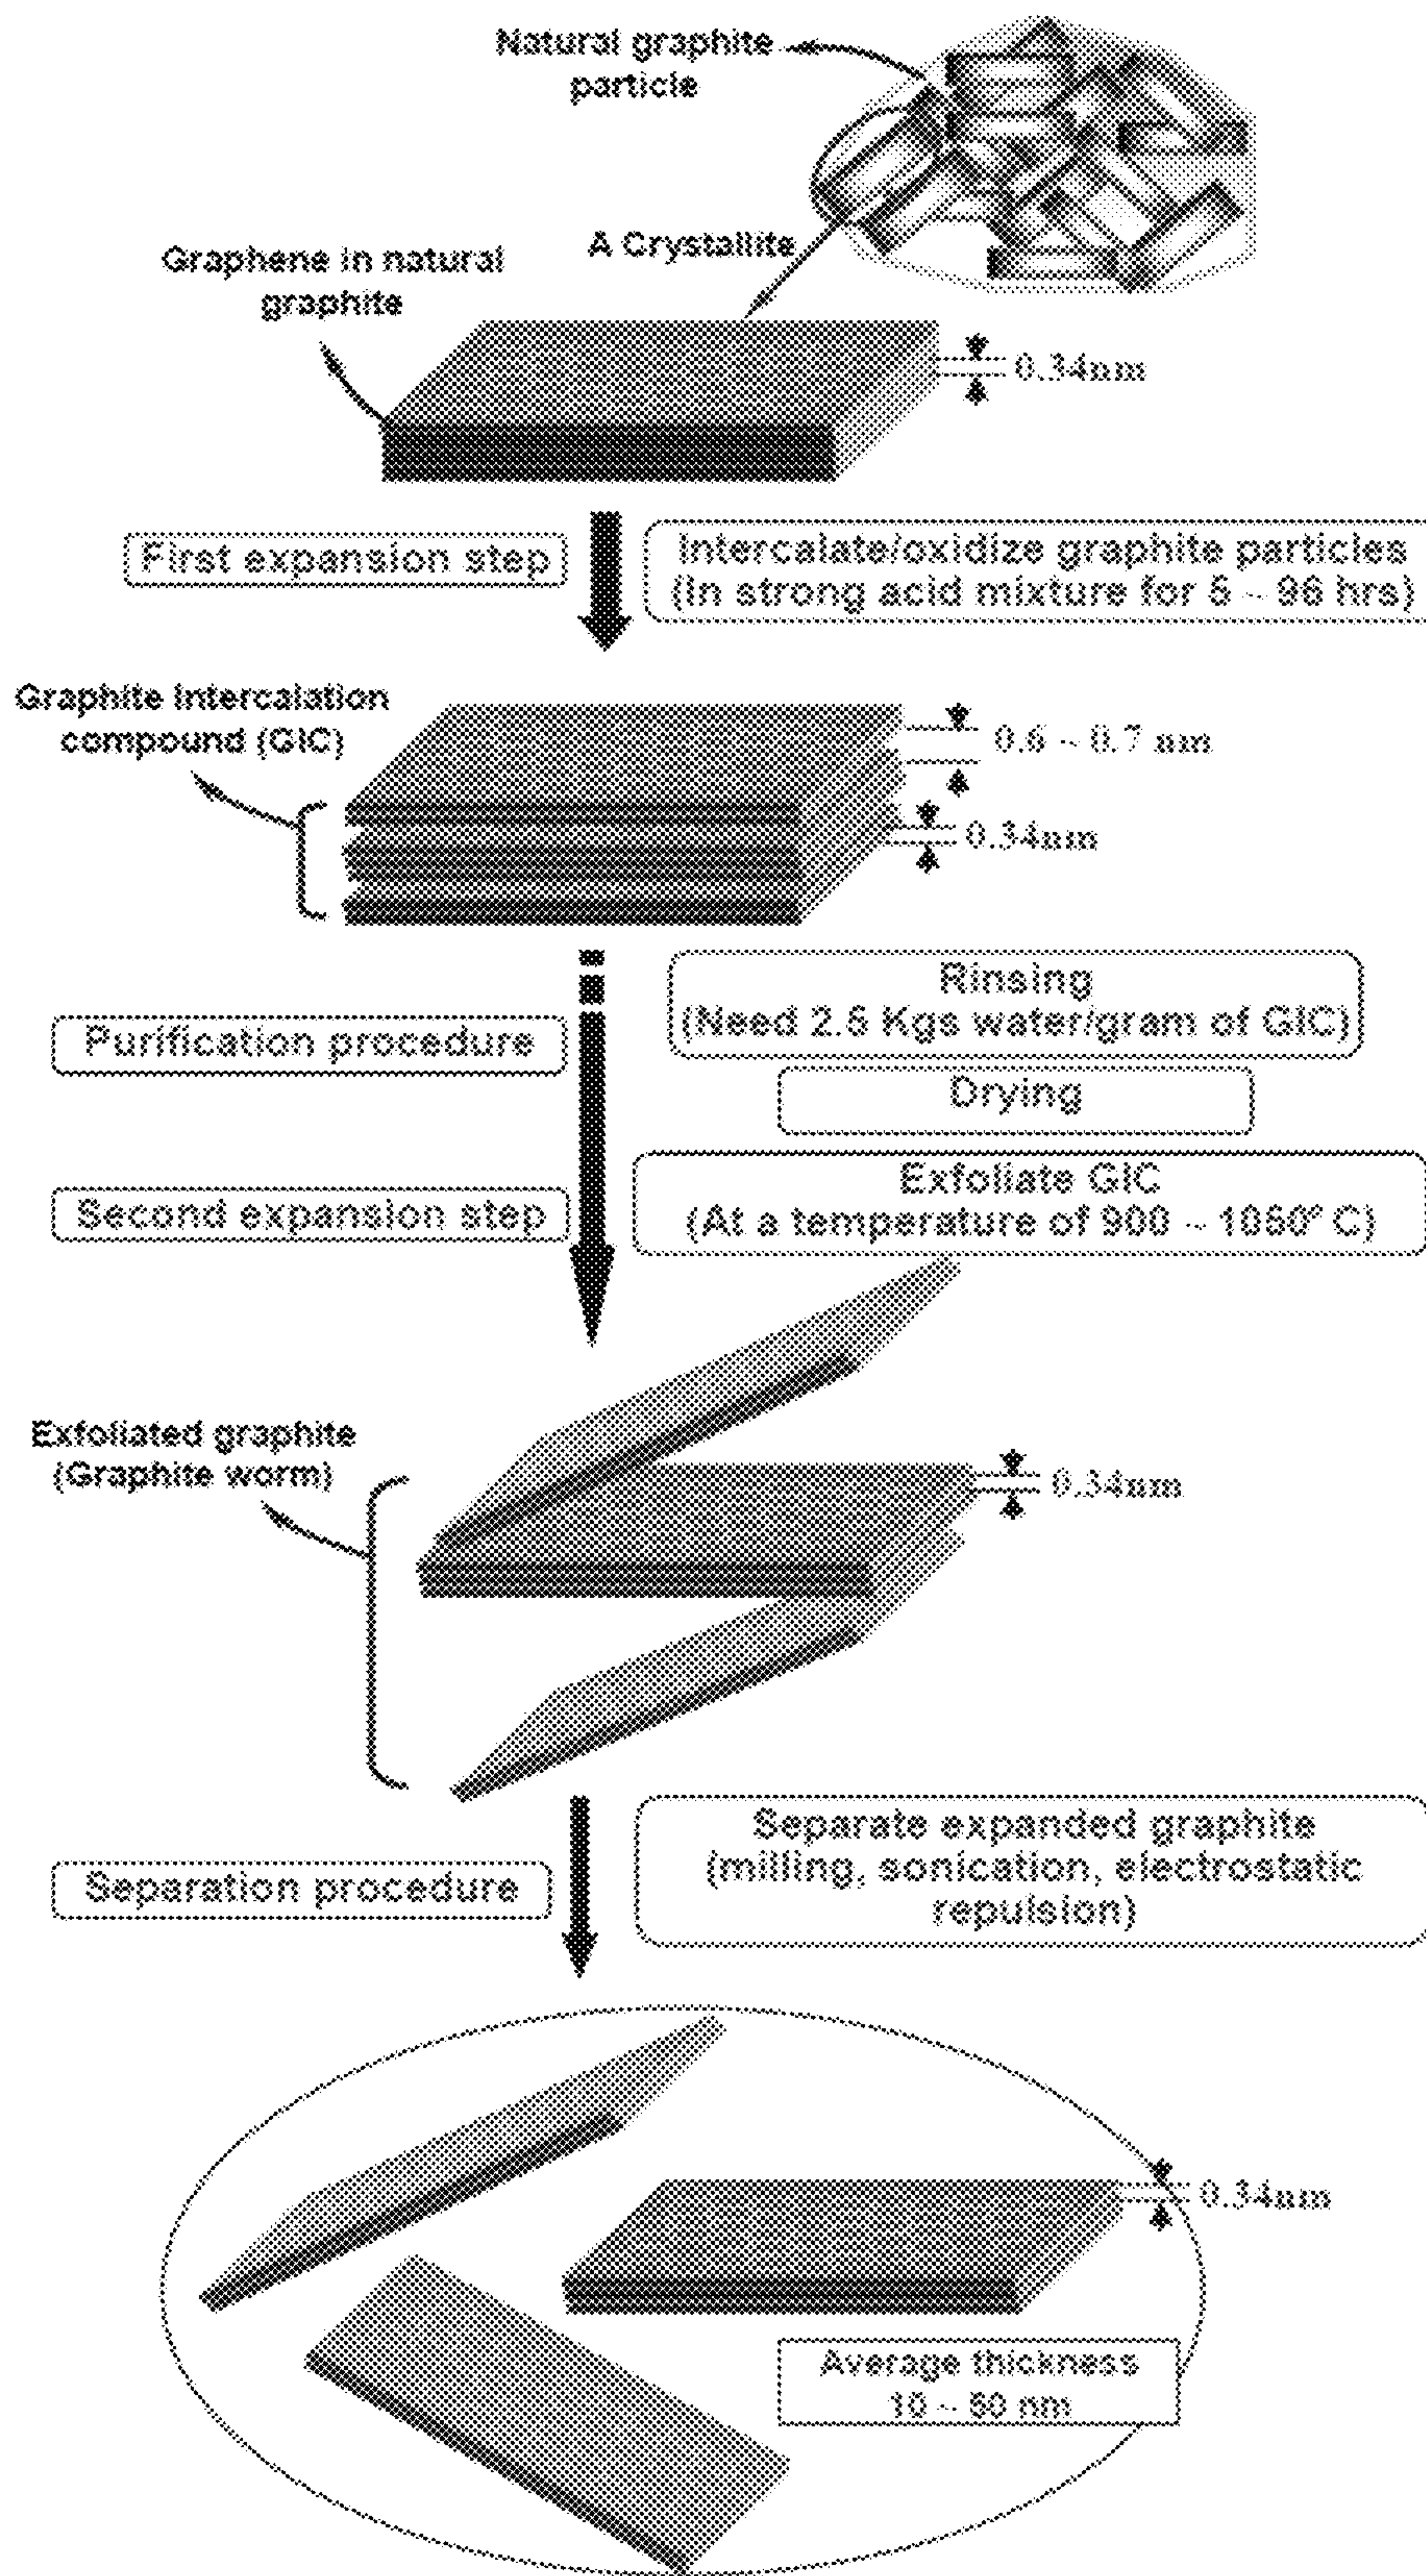 Natural graphite
particle
A Crystallite
Graphene in natural
graphite
0.34nm
First expansion step
Intercalate/oxidize graphite particles
(In strong acid mixture for 5 ~ 96 hrs)
Graphite Intercalation
compound (GIC)
0.6 ~ 0.7 nm
0.34nm
Rinsing
(Need 2.5 Kgs water/gram of GIC)
Purification procedure
Drying
Exfoliate GIC
(At a temperature of 900 ~ 1050° C)
Second expansion step
Exfoliated graphite
(Graphite worm)
0.34nm
Separate expanded graphite
(milling, sonication, electrostatic
repulsion)
Separation procedure
0.34nm
Average thickness
10 ~ 50 nm